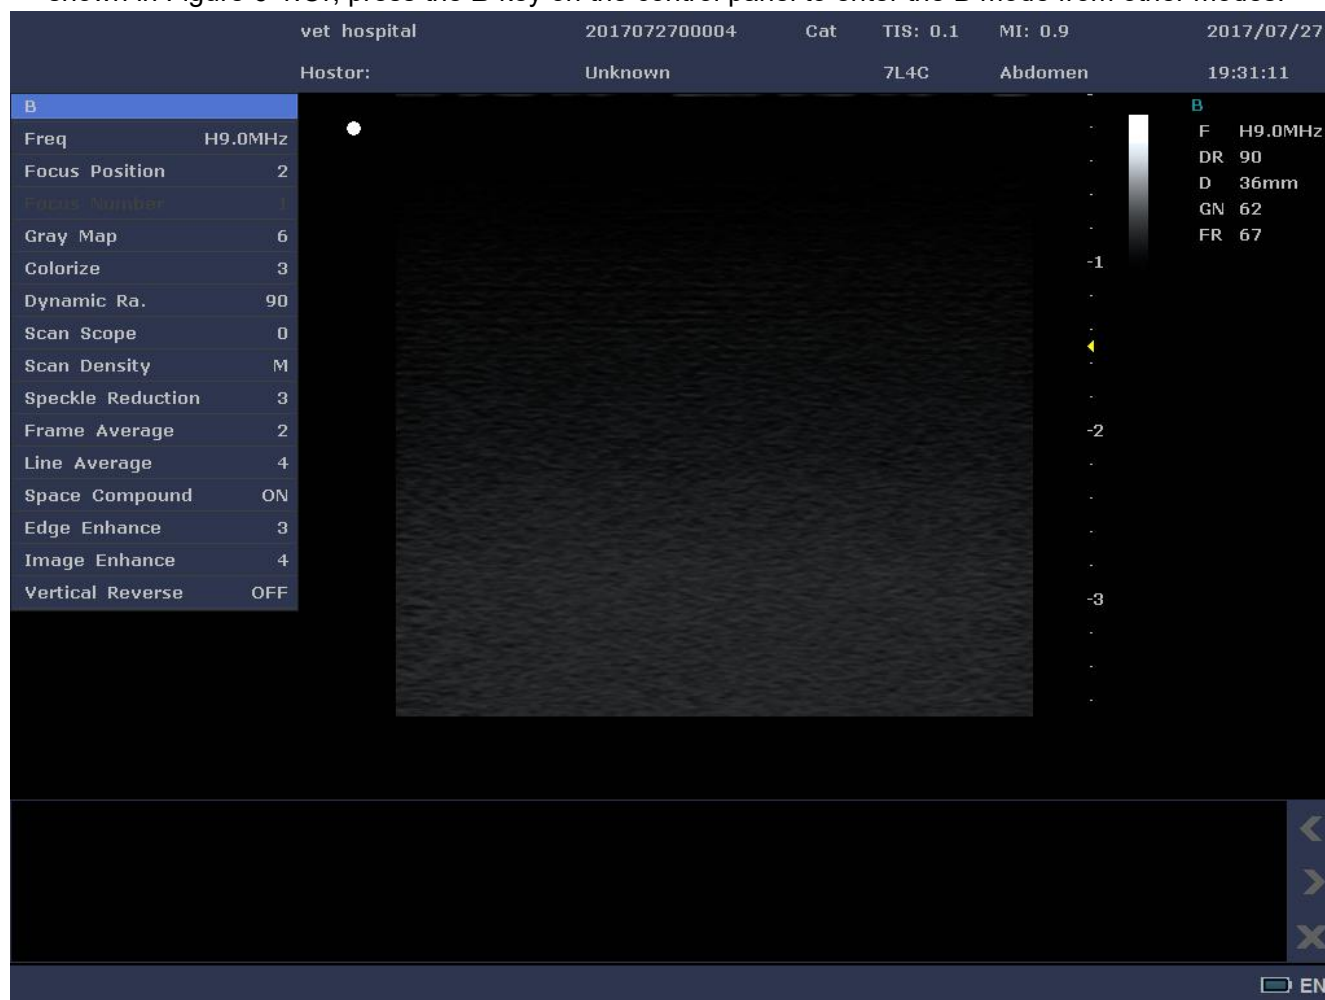 vet hospital 2017072700004 Cat TIS: 0.1 MI: 0.9 2017/07/27
Hostor: Unknown 7L4C Abdomen 19:31:11
B
Freq H9.0MHz
Focus Position 2
Focus Number 1
Gray Map 6
Colorize 3
Dynamic Ra. 90
Scan Scope 0
Scan Density M
Speckle Reduction 3
Frame Average 2
Line Average 4
Space Compound ON
Edge Enhance 3
Image Enhance 4
Vertical Reverse OFF
-1
-2
-3
B
F H9.0MHz
DR 90
D 36mm
GN 62
FR 67
EN